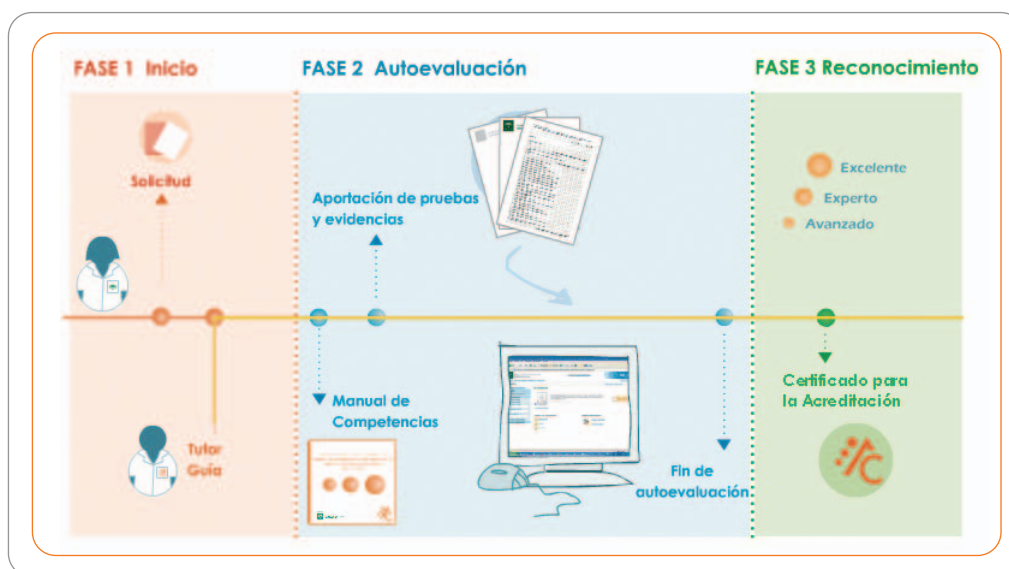 FASE 1 Inicio
FASE 2 Autoevaluación
FASE 3 Reconocimiento
Solicitud
Aportación de pruebas
y evidencias
Excelente
Experto
Avanzado
Manual de
Competencias
Tutor
Guía
Fin de
autoevaluación
Certificado para
la Acreditación